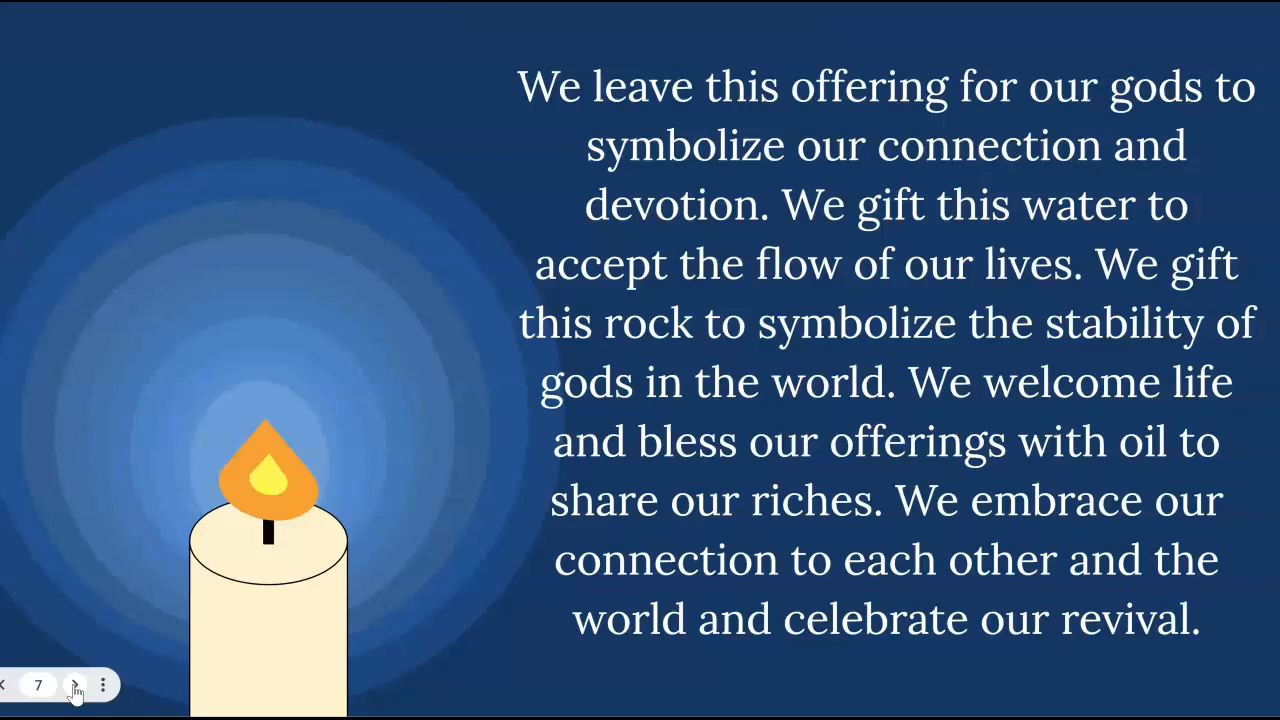 We leave this offering for our gods to
symbolize our connection and
devotion. We gift this water to
accept the flow of our lives. We gift
this rock to symbolize the stability of
gods in the world. We welcome life
and bless our offerings with oil to
share our riches. We embrace our
connection to each other and the
world and celebrate our revival.
7